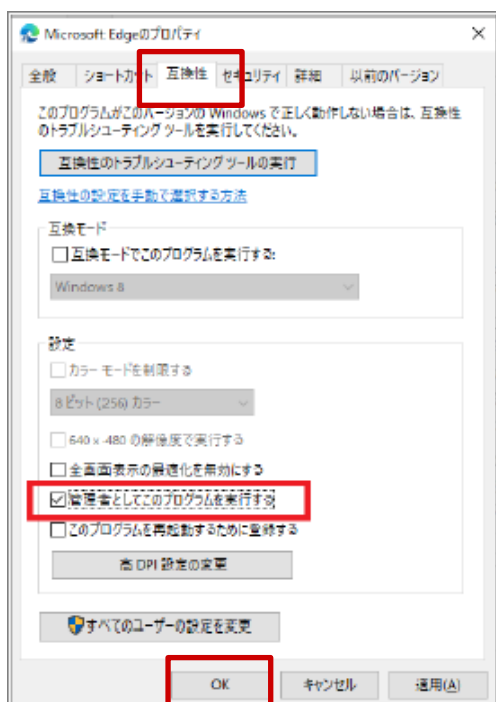 Microsoft Edgeのプロパティ
全般 ショートカット 互換性 セキュリティ 詳細 以前のバージョン
このプログラムがこのバージョンの Windows で正しく動作しない場合は、互換性
のトラブルシューティング ツールを実行してください。
互換性のトラブルシューティング ツールの実行
互換性の設定を手動で選択する方法
互換モード
互換モードでこのプログラムを実行する:
Windows 8
設定
カラー モードを制限する
8 ビット (256) カラー
640 x 480 の解像度で実行する
全画面表示の最適化を無効にする
管理者としてこのプログラムを実行する
このプログラムを再起動するために登録する
高 DPI 設定の変更
すべてのユーザーの設定を変更
OK キャンセル 適用(A)